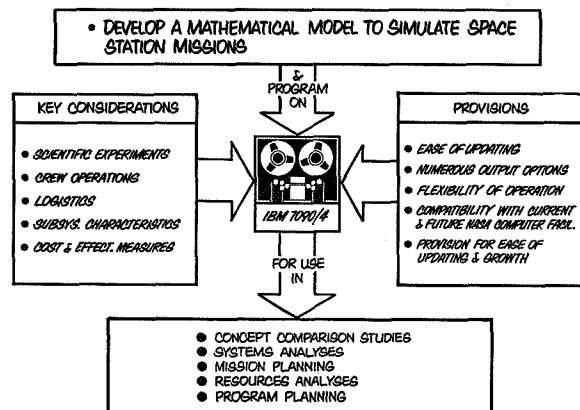 • DEVELOP A MATHEMATICAL MODEL TO SIMULATE SPACE
STATION MISSIONS
&
PROGRAM
ON
KEY CONSIDERATIONS
• SCIENTIFIC EXPERIMENTS
• CREW OPERATIONS
• LOGISTICS
• SUBSYS. CHARACTERISTICS
• COST & EFFECT. MEASURES
IBM 7090/4
PROVISIONS
• EASE OF UPDATING
• NUMEROUS OUTPUT OPTIONS
• FLEXIBILITY OF OPERATION
• COMPATIBILITY WITH CURRENT
& FUTURE NASA COMPUTER FACIL.
• PROVISION FOR EASE OF
UPDATING & GROWTH
FOR USE
IN
• CONCEPT COMPARISON STUDIES
• SYSTEMS ANALYSES
• MISSION PLANNING
• RESOURCES ANALYSES
• PROGRAM PLANNING